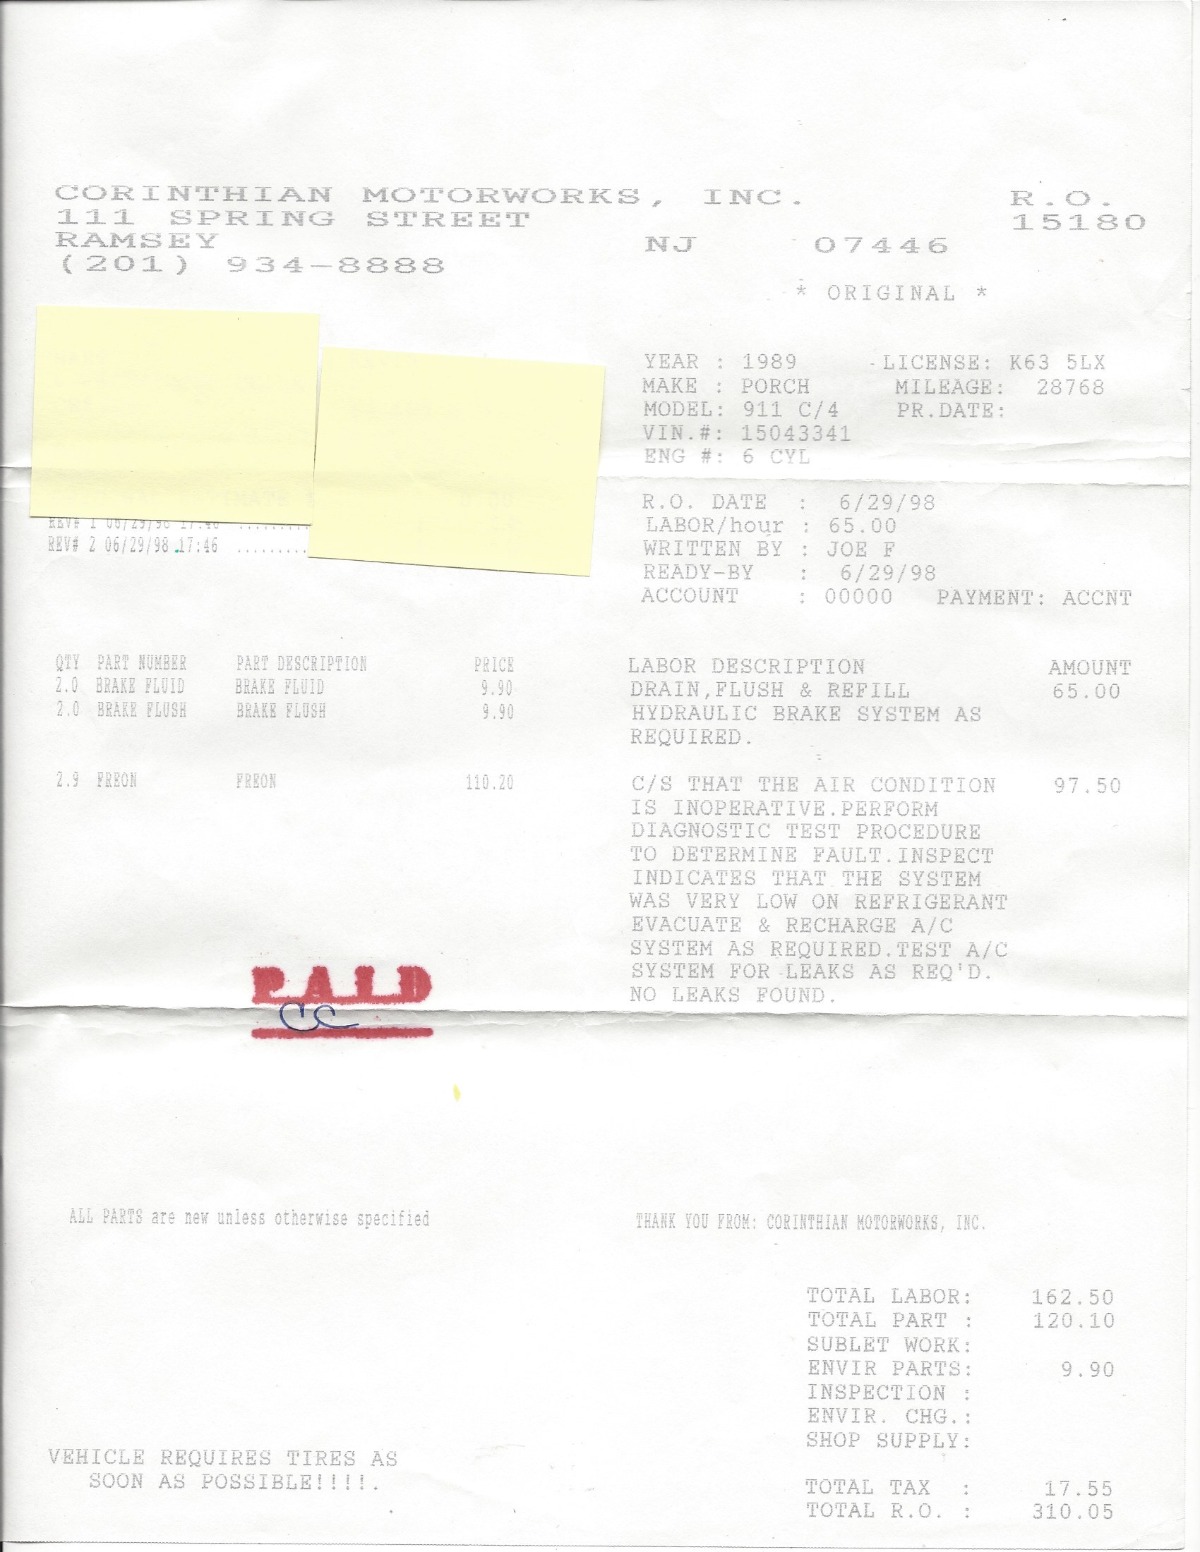 CORINTHIAN MOTORWORKS, INC. R.O.
111 SPRING STREET 15180
RAMSEY NJ 07446
(201) 934-8888
* ORIGINAL *
YEAR : 1989 LICENSE: K63 5LX
MAKE : PORCH MILEAGE: 28768
MODEL: 911 C/4 PR.DATE:
VIN.#: 15043341
ENG #: 6 CYL
R.O. DATE : 6/29/98
LABOR/hour : 65.00
WRITTEN BY : JOE F
READY-BY : 6/29/98
ACCOUNT : 00000 PAYMENT: ACCNT
REV# 1 06/29/98 17:46 ..........
REV# 2 06/29/98 17:46 ..........
QTY PART NUMBER PART DESCRIPTION PRICE
2.0 BRAKE FLUID BRAKE FLUID 9.90
2.0 BRAKE FLUSH BRAKE FLUSH 9.90
2.9 FREON FREON 110.20
LABOR DESCRIPTION AMOUNT
DRAIN,FLUSH & REFILL 65.00
HYDRAULIC BRAKE SYSTEM AS
REQUIRED.
C/S THAT THE AIR CONDITION 97.50
IS INOPERATIVE.PERFORM
DIAGNOSTIC TEST PROCEDURE
TO DETERMINE FAULT.INSPECT
INDICATES THAT THE SYSTEM
WAS VERY LOW ON REFRIGERANT
EVACUATE & RECHARGE A/C
SYSTEM AS REQUIRED.TEST A/C
SYSTEM FOR LEAKS AS REQ'D.
NO LEAKS FOUND.
PAID
CC
ALL PARTS are new unless otherwise specified
THANK YOU FROM: CORINTHIAN MOTORWORKS, INC.
TOTAL LABOR: 162.50
TOTAL PART : 120.10
SUBLET WORK:
ENVIR PARTS: 9.90
INSPECTION :
ENVIR. CHG.:
SHOP SUPPLY:
VEHICLE REQUIRES TIRES AS
SOON AS POSSIBLE!!!!.
TOTAL TAX : 17.55
TOTAL R.O. : 310.05